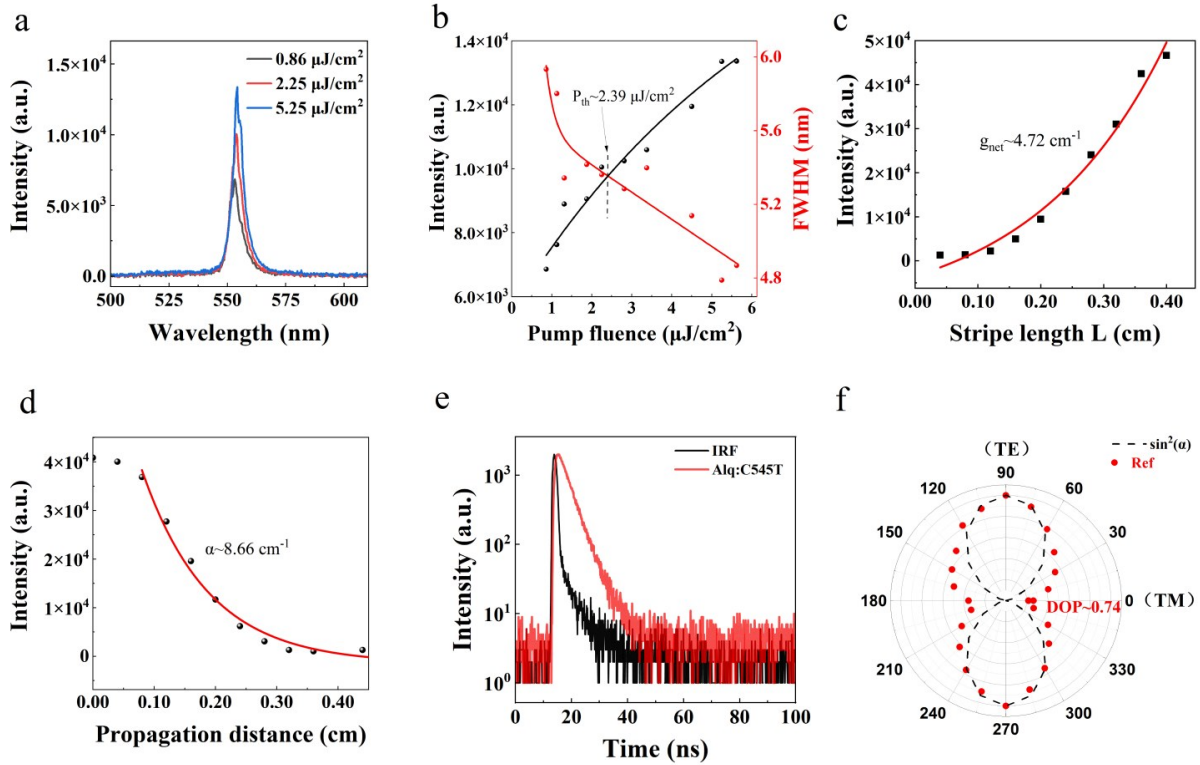 a
Intensity (a.u.)
1.5×10⁴
1.0×10⁴
5.0×10³
0.0
500 525 550 575 600
Wavelength (nm)
0.86 μJ/cm²
2.25 μJ/cm²
5.25 μJ/cm²
b
Intensity (a.u.)
1.4×10⁴
1.2×10⁴
1.0×10⁴
8.0×10³
6.0×10³
0 1 2 3 4 5 6
Pump fluence (μJ/cm²)
Pth~2.39 μJ/cm²
6.0
5.6
5.2
4.8
FWHM (nm)
c
Intensity (a.u.)
5×10⁴
4×10⁴
3×10⁴
2×10⁴
1×10⁴
0
0.00 0.10 0.20 0.30 0.40
Stripe length L (cm)
gnet~4.72 cm⁻¹
d
Intensity (a.u.)
4×10⁴
3×10⁴
2×10⁴
1×10⁴
0
0.00 0.10 0.20 0.30 0.40
Propagation distance (cm)
α~8.66 cm⁻¹
e
Intensity (a.u.)
10³
10²
10¹
10⁰
0 20 40 60 80 100
Time (ns)
IRF
Alq:C545T
f
sin²(α)
Ref
（TE）
90
120 60
150 30
180 0 （TM）
DOP~0.74
210 330
240 300
270